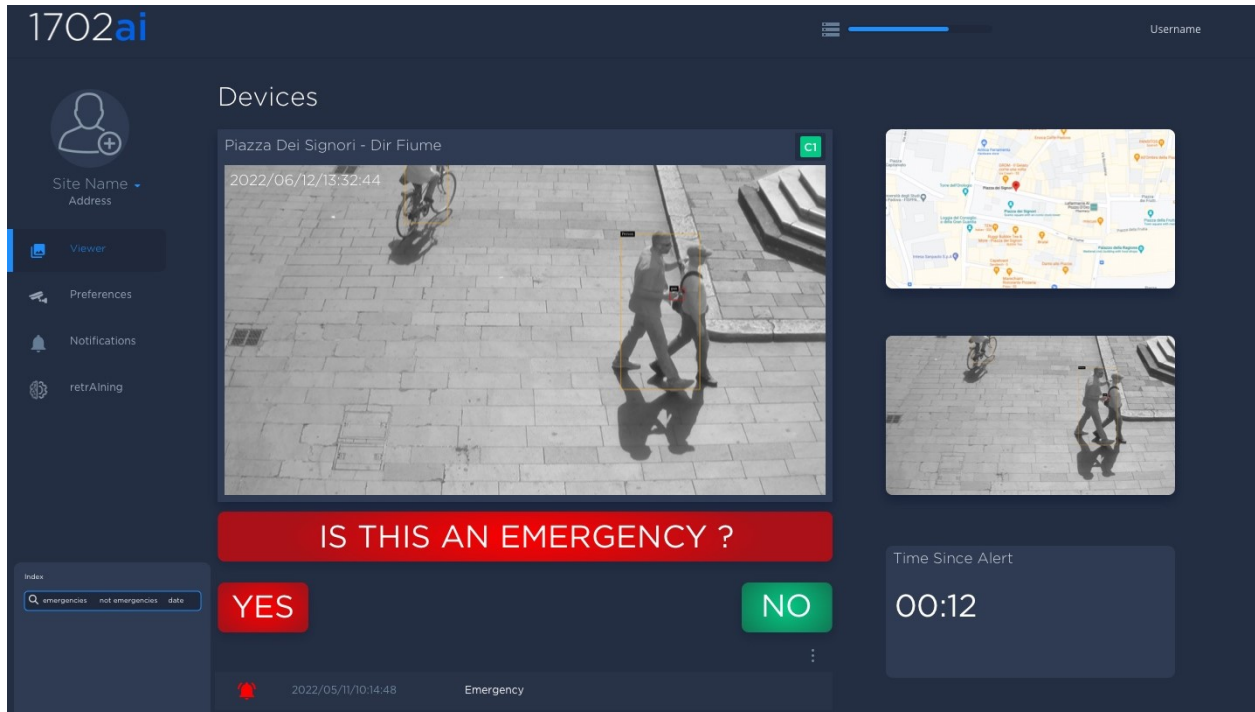 1702ai
Username
Devices
Site Name
Address
Viewer
Preferences
Notifications
retrAIning
Piazza Dei Signori - Dir Fiume
C1
2022/06/12/13:32:44
IS THIS AN EMERGENCY ?
YES
NO
Time Since Alert
00:12
Index
emergencies not emergencies date
2022/05/11/10:14:48 Emergency